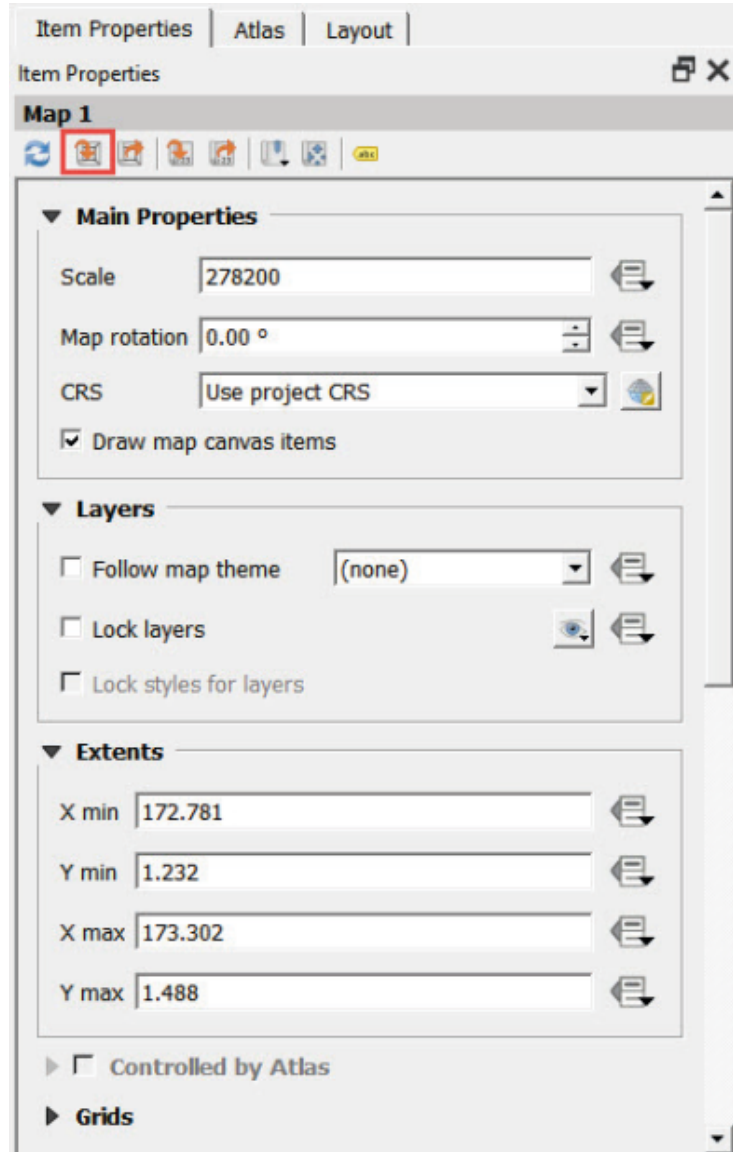 Item Properties Atlas Layout
Item Properties
Map 1
abc
Main Properties
Scale 278200
Map rotation 0.00 º
CRS Use project CRS
Draw map canvas items
Layers
Follow map theme (none)
Lock layers
Lock styles for layers
Extents
X min 172.781
Y min 1.232
X max 173.302
Y max 1.488
Controlled by Atlas
Grids